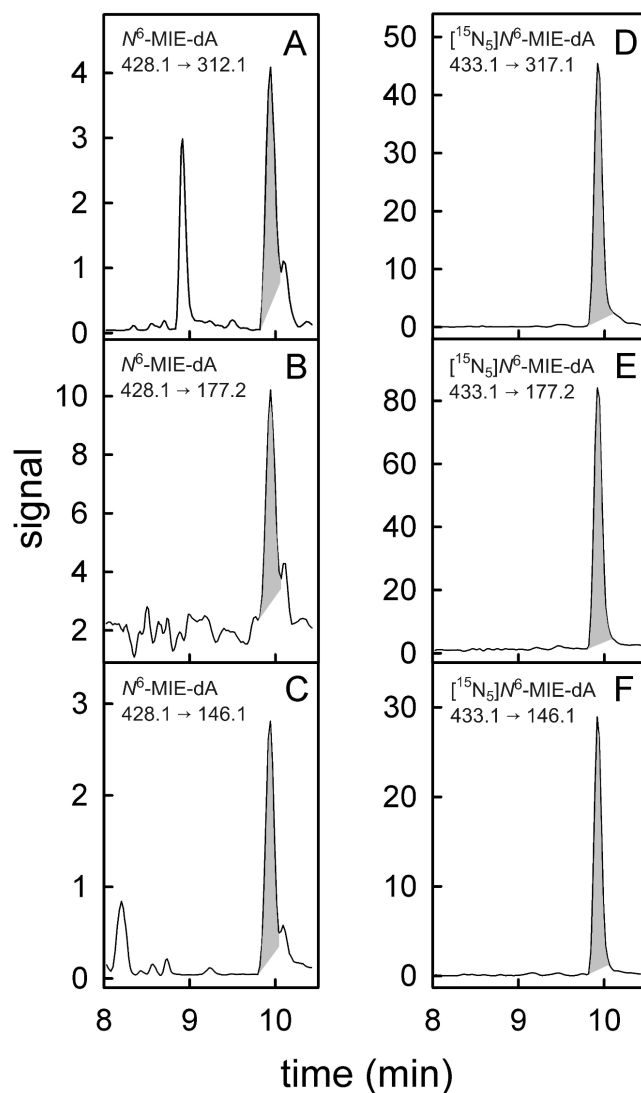 N⁶-MIE-dA
428.1 → 312.1
A
4
3
2
1
0
[¹⁵N₅]N⁶-MIE-dA
433.1 → 317.1
D
50
40
30
20
10
0
N⁶-MIE-dA
428.1 → 177.2
B
10
8
6
4
2
[¹⁵N₅]N⁶-MIE-dA
433.1 → 177.2
E
80
60
40
20
0
signal
N⁶-MIE-dA
428.1 → 146.1
C
3
2
1
0
8 9 10
[¹⁵N₅]N⁶-MIE-dA
433.1 → 146.1
F
30
20
10
0
8 9 10
time (min)